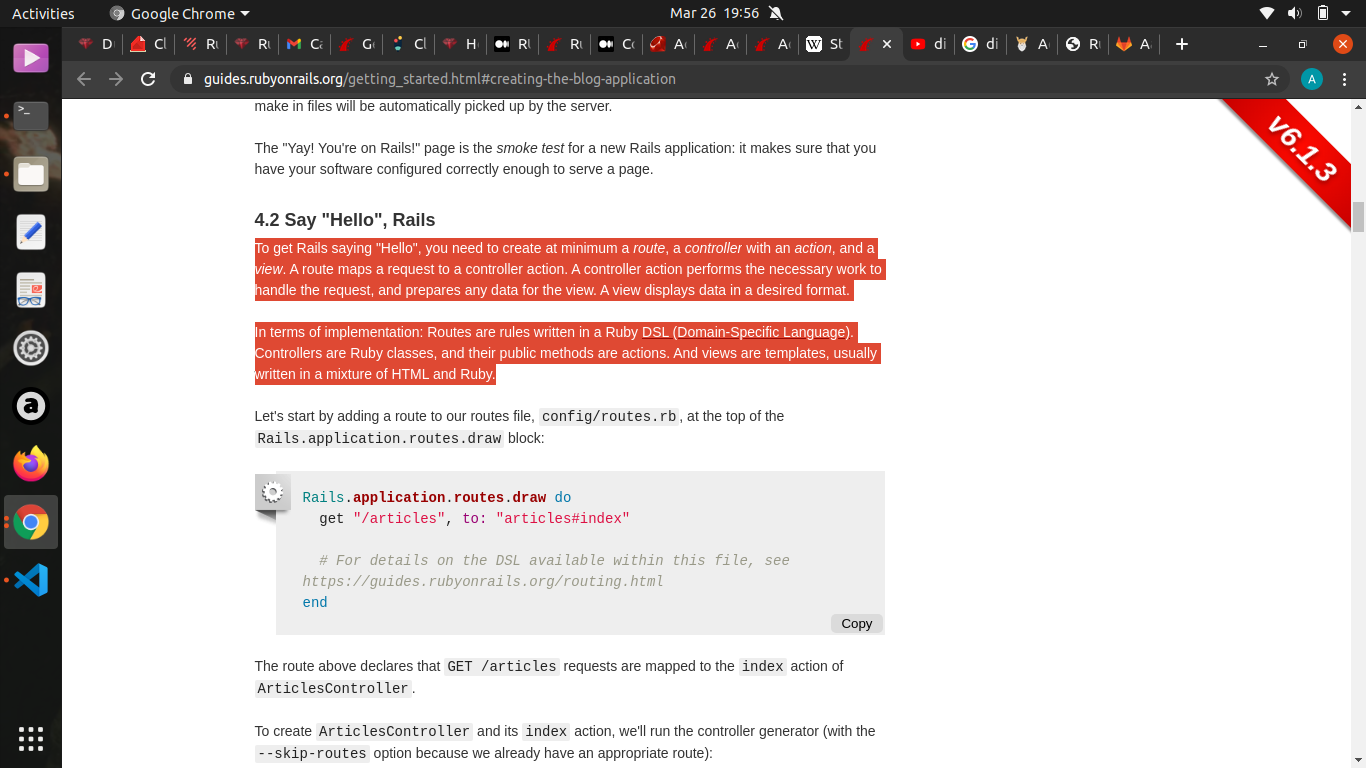 Activities
Google Chrome
Mar 26 19:56
D
Cl
Ru
Ru
Ca
Ge
Cl
Ho
RI
Ru
Co
Ac
Ac
Ac
St
di
di
A
Ru
A
guides.rubyonrails.org/getting_started.html#creating-the-blog-application
A
make in files will be automatically picked up by the server.
v6.1.3
The "Yay! You're on Rails!" page is the smoke test for a new Rails application: it makes sure that you
have your software configured correctly enough to serve a page.
4.2 Say "Hello", Rails
To get Rails saying "Hello", you need to create at minimum a route, a controller with an action, and a
view. A route maps a request to a controller action. A controller action performs the necessary work to
handle the request, and prepares any data for the view. A view displays data in a desired format.
In terms of implementation: Routes are rules written in a Ruby DSL (Domain-Specific Language).
Controllers are Ruby classes, and their public methods are actions. And views are templates, usually
written in a mixture of HTML and Ruby.
Let's start by adding a route to our routes file, config/routes.rb, at the top of the
Rails.application.routes.draw block:
Rails.application.routes.draw do
get "/articles", to: "articles#index"
# For details on the DSL available within this file, see
https://guides.rubyonrails.org/routing.html
end
Copy
The route above declares that GET /articles requests are mapped to the index action of
ArticlesController.
To create ArticlesController and its index action, we'll run the controller generator (with the
--skip-routes option because we already have an appropriate route):